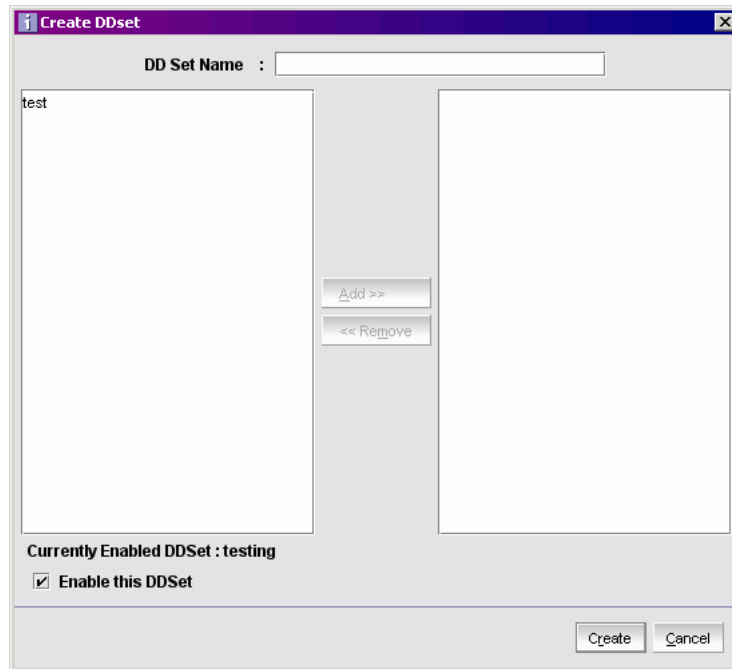 Create DDset
DD Set Name :
test
Add >>
<< Remove
Currently Enabled DDSet : testing
Enable this DDSet
Create Cancel